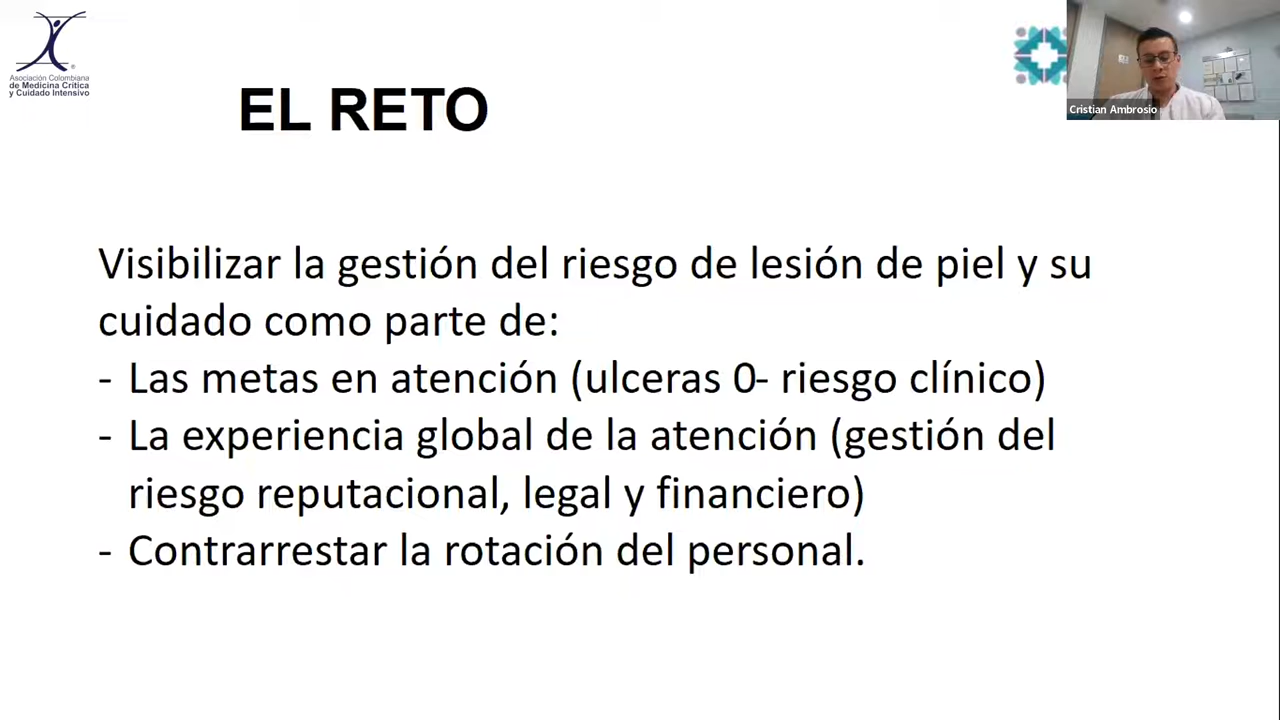 Asociación Colombiana
de Medicina Crítica
y Cuidado Intensivo
Cristian Ambrosio
EL RETO
Visibilizar la gestión del riesgo de lesión de piel y su
cuidado como parte de:
- Las metas en atención (ulceras 0- riesgo clínico)
- La experiencia global de la atención (gestión del
riesgo reputacional, legal y financiero)
- Contrarrestar la rotación del personal.